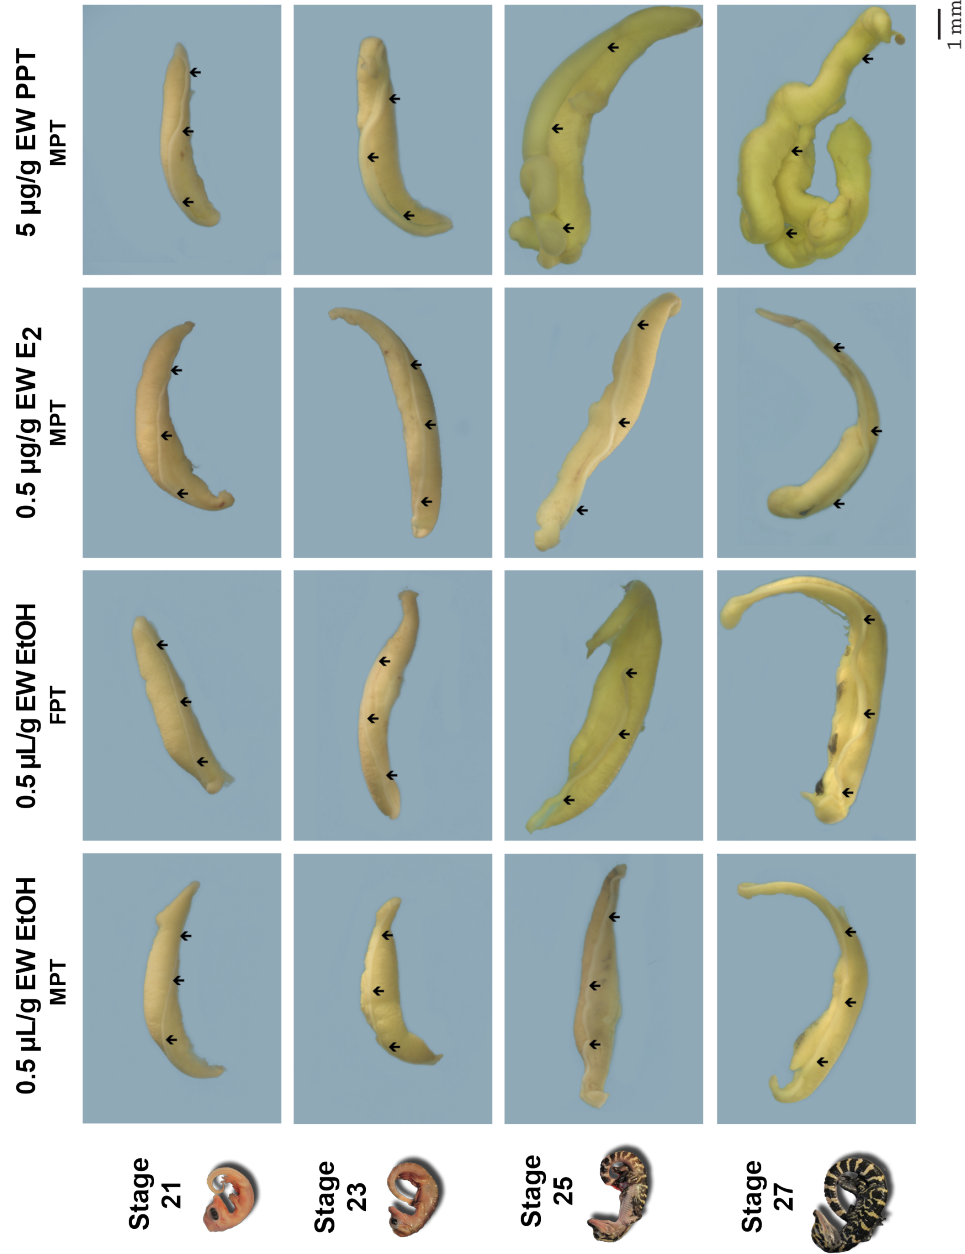 5 µg/g EW PPT
MPT
0.5 µg/g EW E2
MPT
0.5 µL/g EW EtOH
FPT
0.5 µL/g EW EtOH
MPT
Stage
21
Stage
23
Stage
25
Stage
27
1 mm